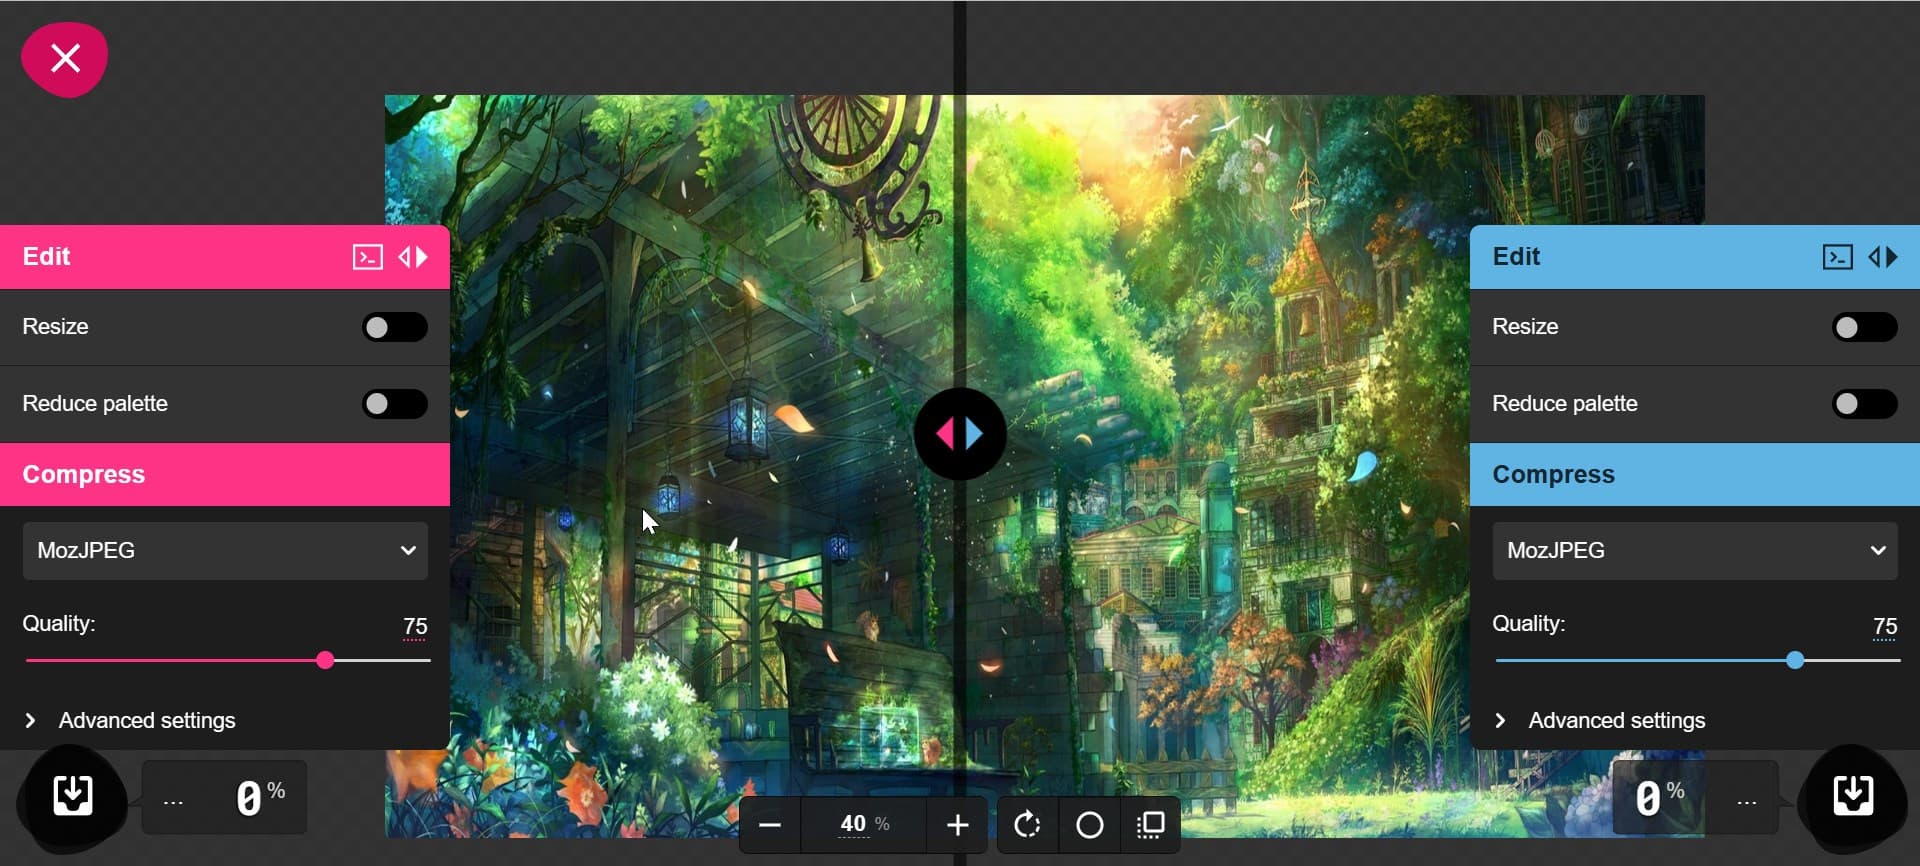 Edit
Resize
Reduce palette
Compress
MozJPEG
Quality: 75
Advanced settings
... 0 %
40 %
Edit
Resize
Reduce palette
Compress
MozJPEG
Quality: 75
Advanced settings
0 % ...